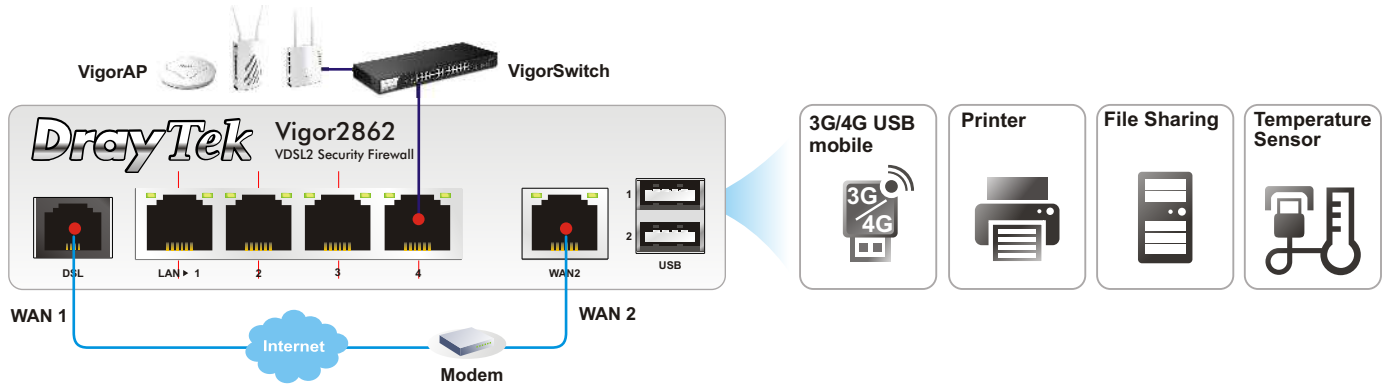 VigorAP
VigorSwitch
DrayTek
Vigor2862
VDSL2 Security Firewall
DSL
LAN ▶ 1
2
3
4
WAN2
1
2
USB
WAN 1
WAN 2
Internet
Modem
3G/4G USB
mobile
3G
4G
Printer
File Sharing
Temperature
Sensor